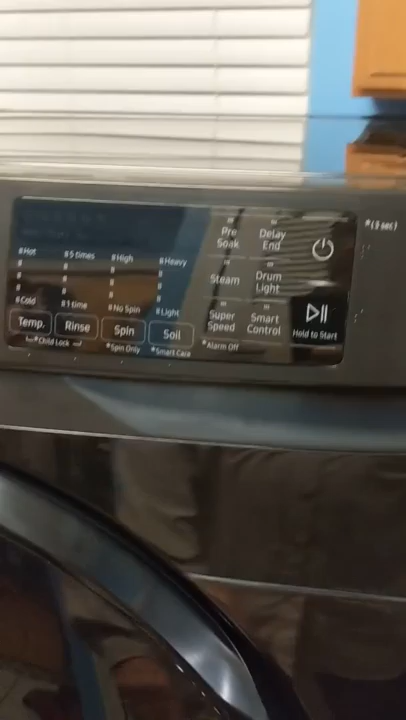 Pre Soak
Delay End
*(3 sec)
Hot
5 times
High
Heavy
Steam
Drum Light
Cold
1 time
No Spin
Light
Super Speed
Smart Control
Hold to Start
Temp.
Rinse
Spin
Soil
*Child Lock
*Spin Only
*Smart Care
*Alarm Off